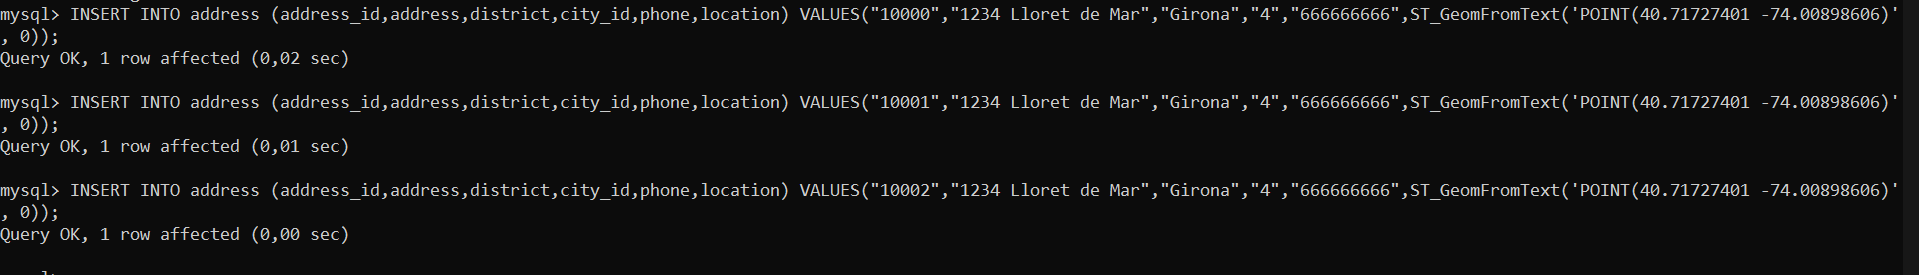 mysql> INSERT INTO address (address_id,address,district,city_id,phone,location) VALUES("10000","1234 Lloret de Mar","Girona","4","666666666",ST_GeomFromText('POINT(40.71727401 -74.00898606)'
, 0));
Query OK, 1 row affected (0,02 sec)
mysql> INSERT INTO address (address_id,address,district,city_id,phone,location) VALUES("10001","1234 Lloret de Mar","Girona","4","666666666",ST_GeomFromText('POINT(40.71727401 -74.00898606)'
, 0));
Query OK, 1 row affected (0,01 sec)
mysql> INSERT INTO address (address_id,address,district,city_id,phone,location) VALUES("10002","1234 Lloret de Mar","Girona","4","666666666",ST_GeomFromText('POINT(40.71727401 -74.00898606)'
, 0));
Query OK, 1 row affected (0,00 sec)